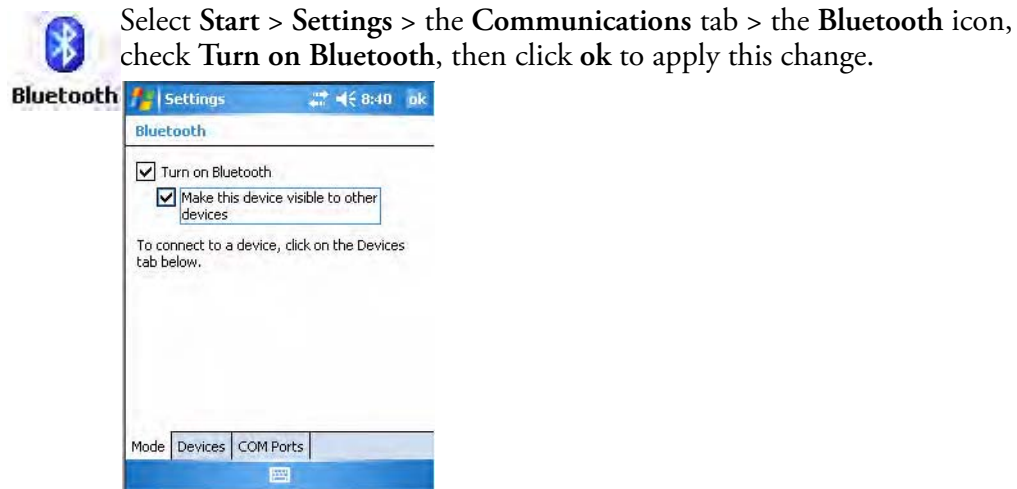 Select Start > Settings > the Communications tab > the Bluetooth icon,
check Turn on Bluetooth, then click ok to apply this change.
Bluetooth
Settings 8:40 ok
Bluetooth
Turn on Bluetooth
Make this device visible to other
devices
To connect to a device, click on the Devices
tab below.
Mode Devices COM Ports